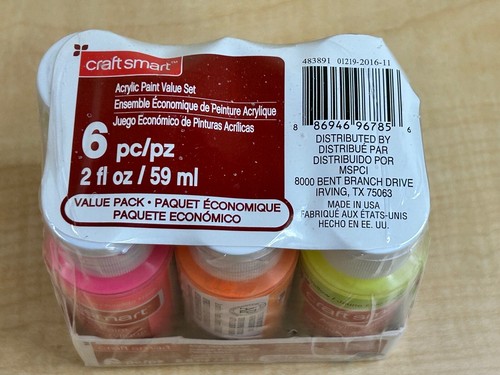 craft smart
Acrylic Paint Value Set
Ensemble Économique de Peinture Acrylique
Juego Económico de Pinturas Acrílicas
6 pc/pz
2 fl oz / 59 ml
VALUE PACK • PAQUET ÉCONOMIQUE
PAQUETE ECONÓMICO
483891 01219-2016-11
8 86946 96785 6
DISTRIBUTED BY
DISTRIBUÉ PAR
DISTRIBUIDO POR
MSPCI
8000 BENT BRANCH DRIVE
IRVING, TX 75063
MADE IN USA
FABRIQUÉ AUX ÉTATS-UNIS
HECHO EN EE. UU.